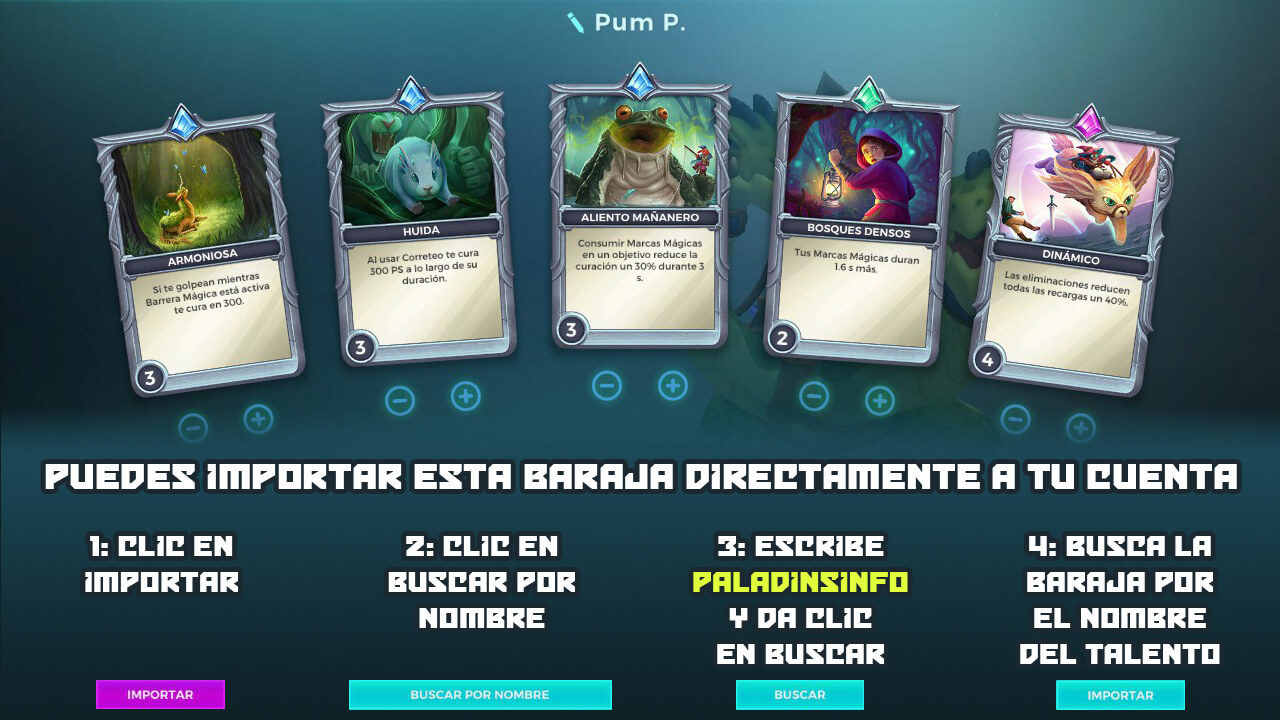 Pum P.
ARMONIOSA
Si te golpean mientras
Barrera Mágica está activa
te cura en 300.
3
HUIDA
Al usar Correteo te cura
300 PS a lo largo de su
duración.
3
ALIENTO MAÑANERO
Consumir Marcas Mágicas
en un objetivo reduce la
curación un 30% durante 3
s.
3
BOSQUES DENSOS
Tus Marcas Mágicas duran
1.6 s más.
2
DINÁMICO
Las eliminaciones reducen
todas las recargas un 40%.
4
PUEDES IMPORTAR ESTA BARAJA DIRECTAMENTE A TU CUENTA
1: CLIC EN
IMPORTAR
IMPORTAR
2: CLIC EN
BUSCAR POR
NOMBRE
BUSCAR POR NOMBRE
3: ESCRIBE
PALADINSINFO
Y DA CLIC
EN BUSCAR
BUSCAR
4: BUSCA LA
BARAJA POR
EL NOMBRE
DEL TALENTO
IMPORTAR